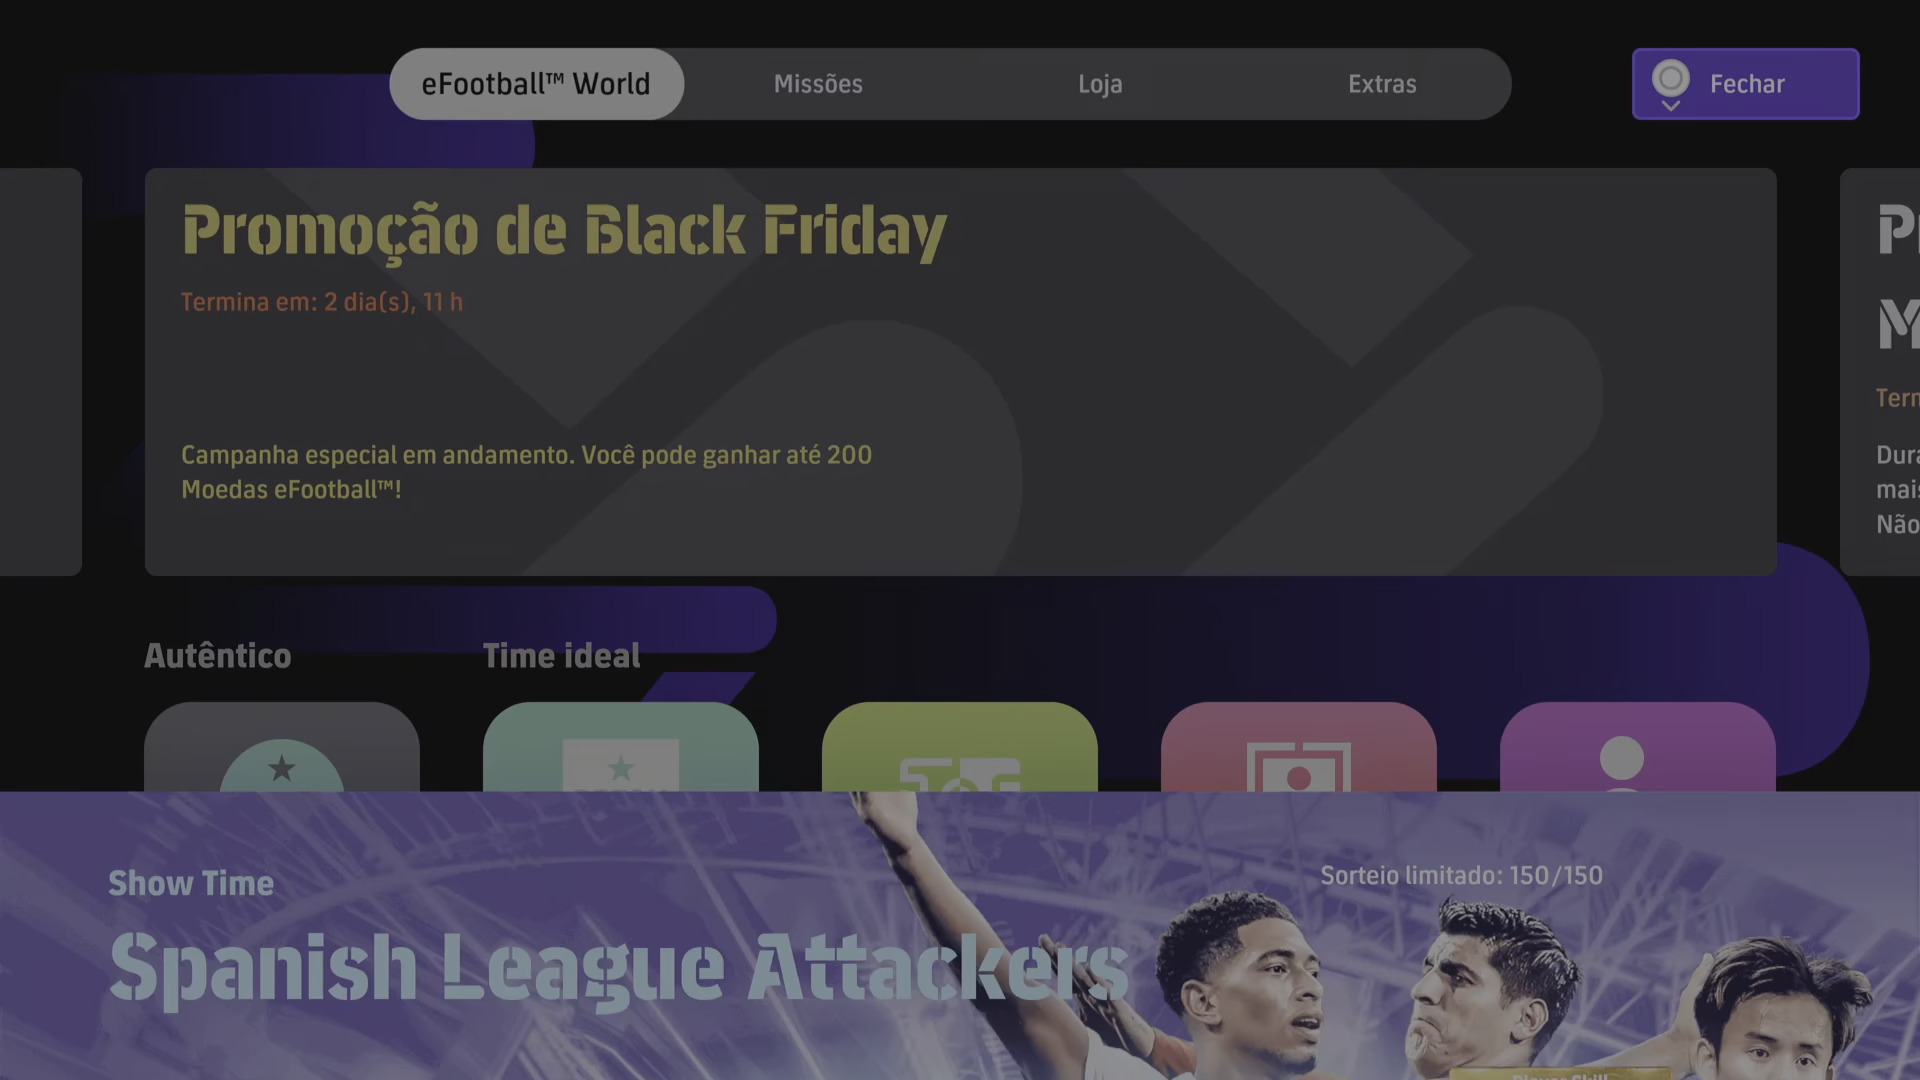 eFootball™ World
Missões
Loja
Extras
Fechar
Promoção de Black Friday
Termina em: 2 dia(s), 11 h
Campanha especial em andamento. Você pode ganhar até 200
Moedas eFootball™!
Autêntico
Time ideal
Show Time
Spanish League Attackers
Sorteio limitado: 150/150